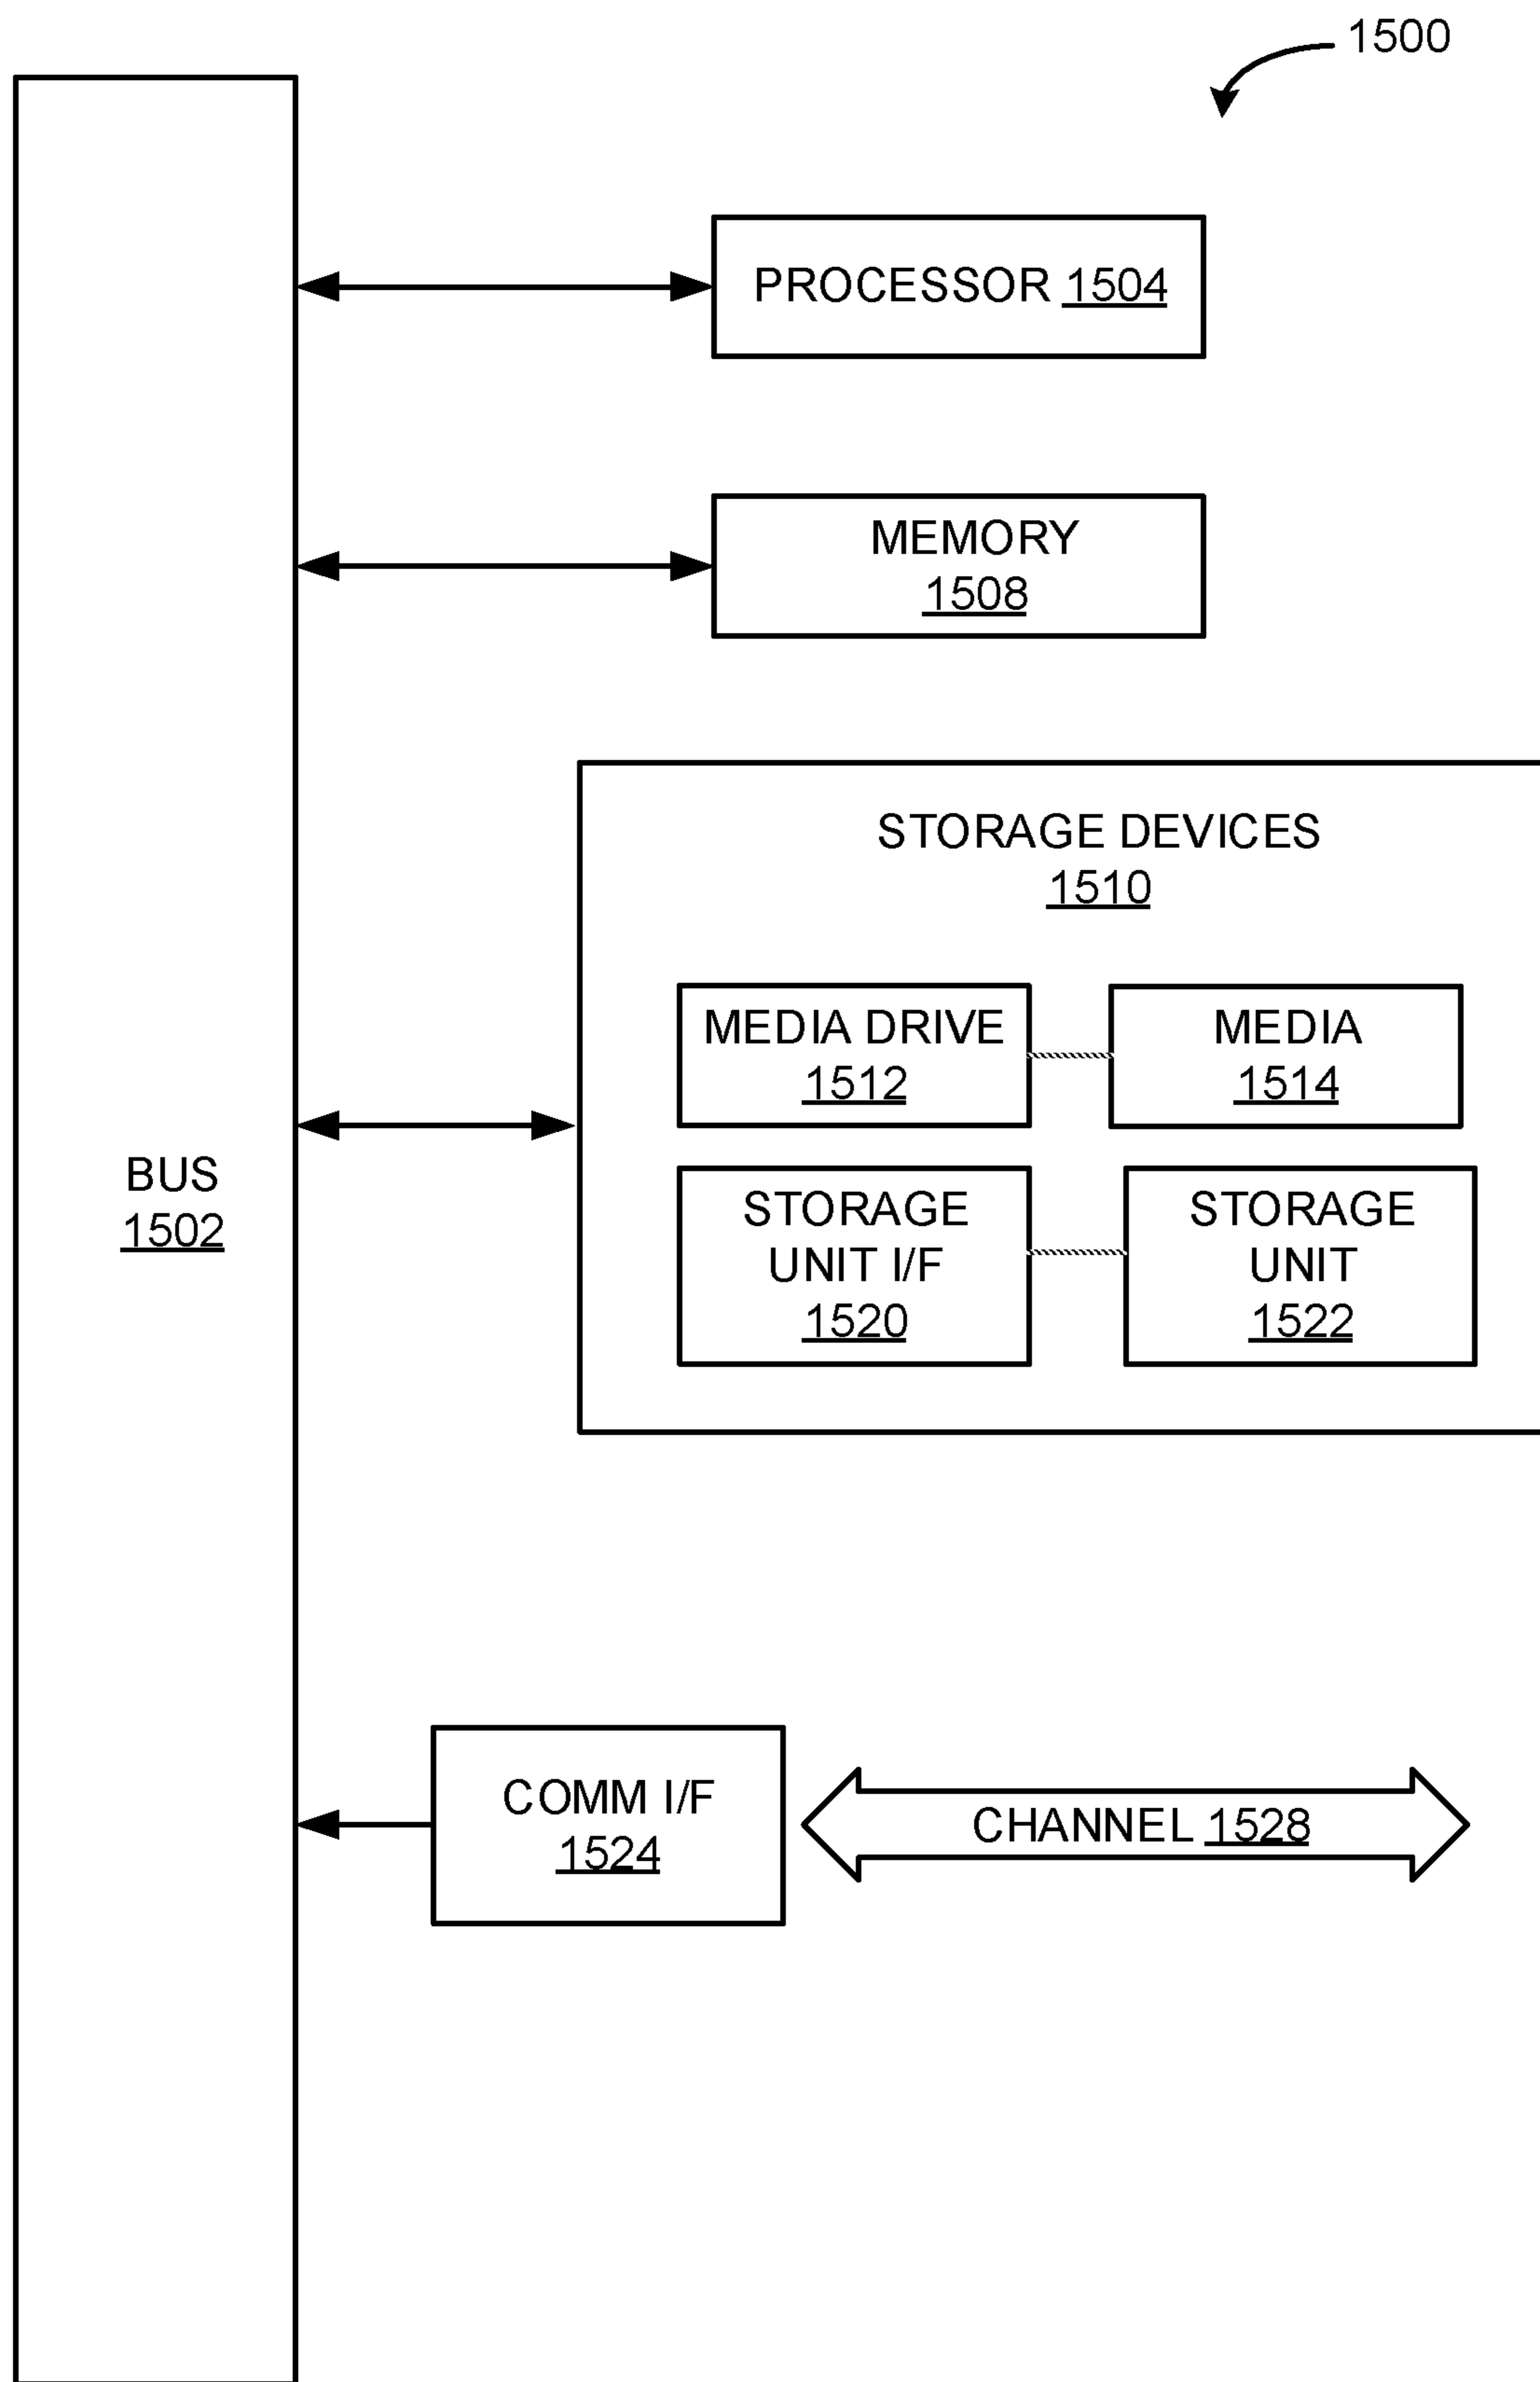 1500
PROCESSOR 1504
MEMORY
1508
STORAGE DEVICES
1510
MEDIA DRIVE
1512
MEDIA
1514
BUS
1502
STORAGE
UNIT I/F
1520
STORAGE
UNIT
1522
COMM I/F
1524
CHANNEL 1528